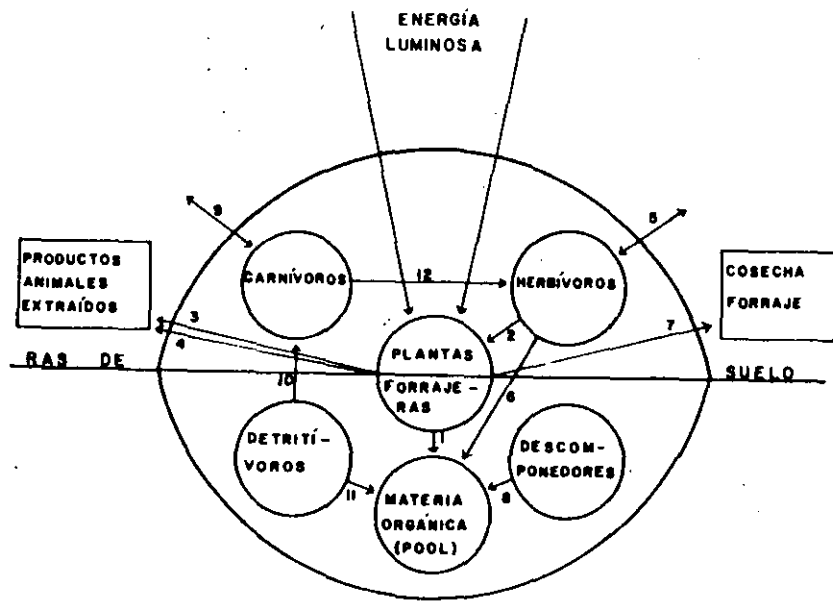 ENERGÍA
LUMINOSA
9
5
PRODUCTOS
ANIMALES
EXTRAÍDOS
CARNÍVOROS
12
HERBÍVOROS
COSECHA
FORRAJE
3
4
2
7
PLANTAS
RAS DE
SUELO
10
FORRAJE-
RAS
6
1
DETRITÍ-
VOROS
DESCOM-
PONEDORES
11
8
MATERIA
ORGÁNICA
(POOL)